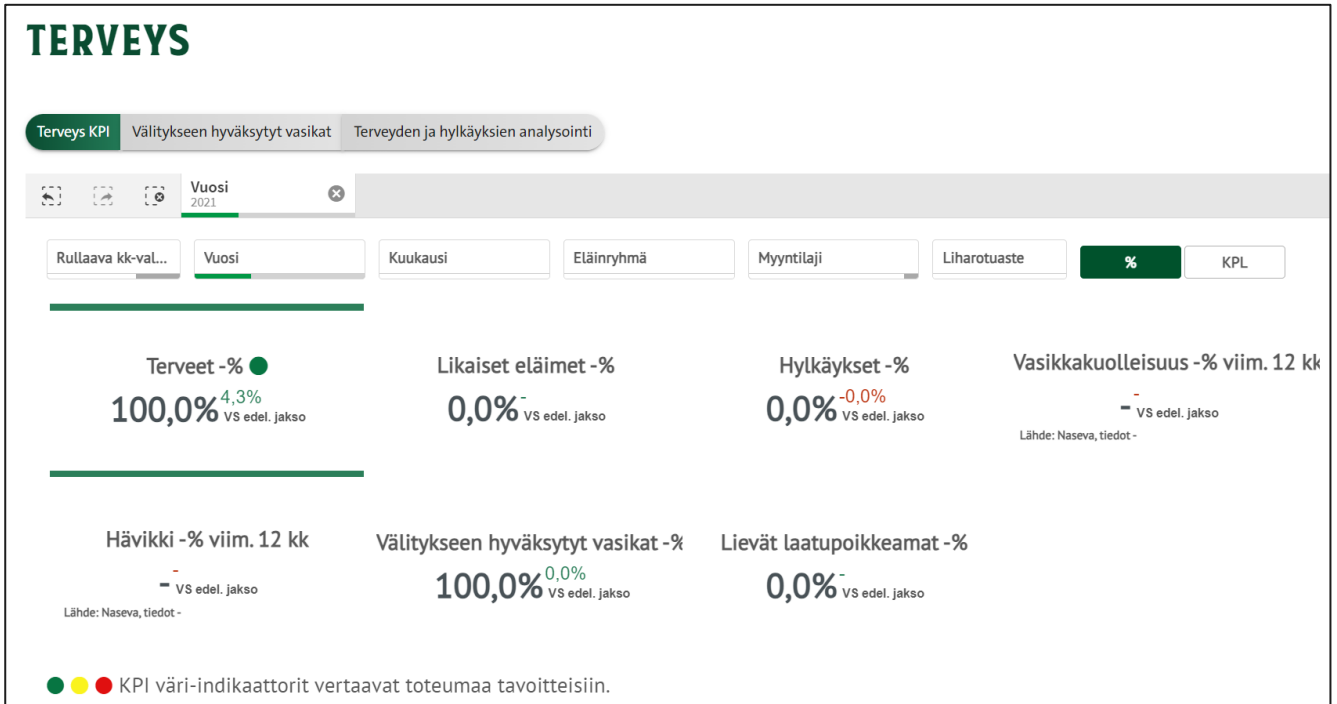 TERVEYS
Terveys KPI Välitykseen hyväksytyt vasikat Terveyden ja hylkäyksien analysointi
Vuosi
2021
Rullaava kk-val... Vuosi Kuukausi Eläinryhmä Myyntilaji Liharotuaste % KPL
Terveet -% Likaiset eläimet -% Hylkäykset -% Vasikkakuolleisuus -% viim. 12 kk
100,0% 4,3% VS edel. jakso 0,0% - VS edel. jakso 0,0% -0,0% VS edel. jakso - - VS edel. jakso
Lähde: Naseva, tiedot -
Hävikki -% viim. 12 kk Välitykseen hyväksytyt vasikat -% Lievät laatupoikkeamat -%
- - VS edel. jakso 100,0% 0,0% VS edel. jakso 0,0% - VS edel. jakso
Lähde: Naseva, tiedot -
KPI väri-indikaattorit vertaavat toteumaa tavoitteisiin.